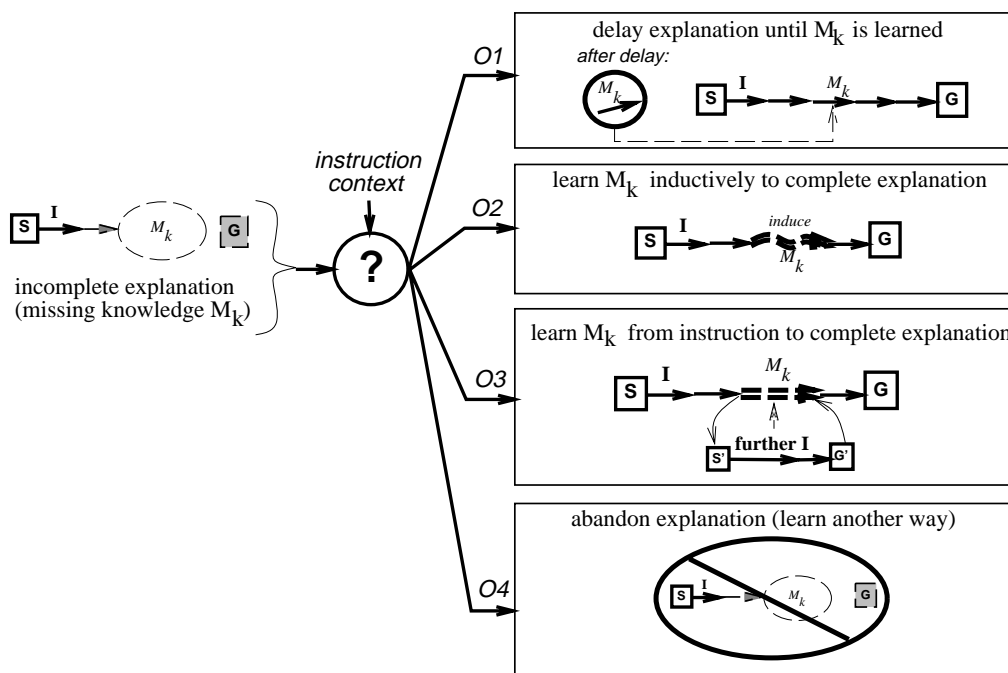 S
I
M_k
G
incomplete explanation
(missing knowledge M_k)
instruction
context
?
O1
delay explanation until M_k is learned
after delay:
M_k
S
I
M_k
G
O2
learn M_k inductively to complete explanation
S
I
induce
M_k
G
O3
learn M_k from instruction to complete explanation
S
I
M_k
G
S'
further I
G'
O4
abandon explanation (learn another way)
S
I
M_k
G